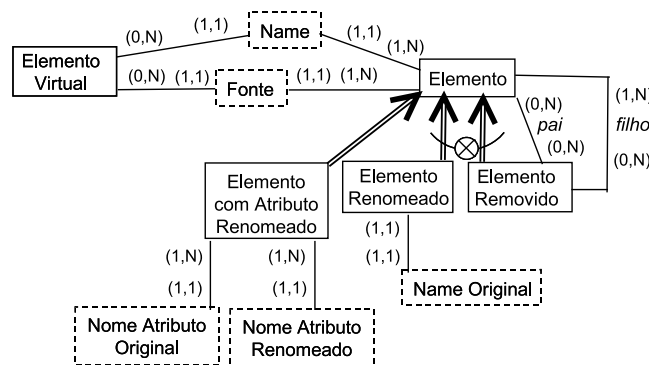 (0,N) (1,1) Name (1,1) (1,N)
Elemento
Virtual
(0,N) (1,1) Fonte (1,1) (1,N)
Elemento
(0,N)
pai
(0,N)
(1,N)
filho
(0,N)
Elemento
com Atributo
Renomeado
Elemento
Renomeado
Elemento
Removido
(1,N)
(1,1)
(1,N)
(1,1)
(1,1)
(1,1)
Name Original
Nome Atributo
Original
Nome Atributo
Renomeado